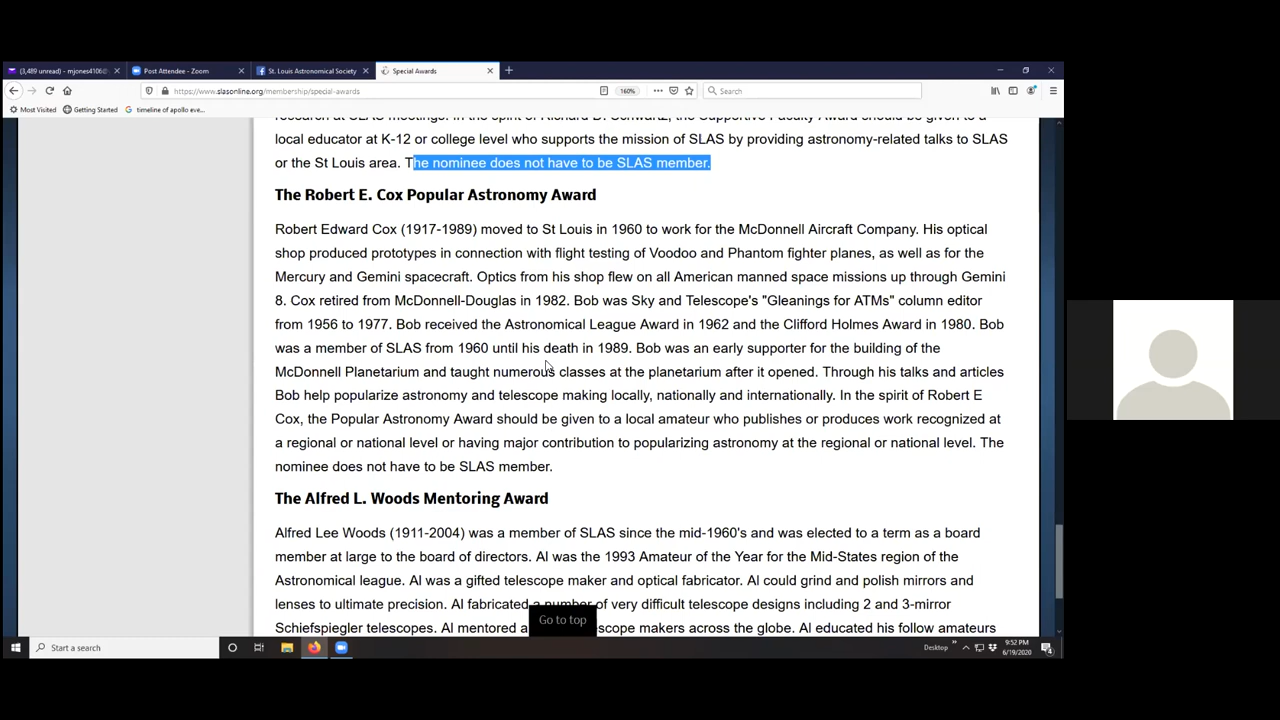 (3,489 unread) - mjones4106@
Post Attendee - Zoom
St. Louis Astronomical Society
Special Awards
https://www.slasonline.org/membership/special-awards
160%
Search
Most Visited
Getting Started
timeline of apollo eve...
research at SLAS meetings. In the spirit of Richard D. Schwartz, the Supportive Faculty Award should be given to a
local educator at K-12 or college level who supports the mission of SLAS by providing astronomy-related talks to SLAS
or the St Louis area. The nominee does not have to be SLAS member.
The Robert E. Cox Popular Astronomy Award
Robert Edward Cox (1917-1989) moved to St Louis in 1960 to work for the McDonnell Aircraft Company. His optical
shop produced prototypes in connection with flight testing of Voodoo and Phantom fighter planes, as well as for the
Mercury and Gemini spacecraft. Optics from his shop flew on all American manned space missions up through Gemini
8. Cox retired from McDonnell-Douglas in 1982. Bob was Sky and Telescope's "Gleanings for ATMs" column editor
from 1956 to 1977. Bob received the Astronomical League Award in 1962 and the Clifford Holmes Award in 1980. Bob
was a member of SLAS from 1960 until his death in 1989. Bob was an early supporter for the building of the
McDonnell Planetarium and taught numerous classes at the planetarium after it opened. Through his talks and articles
Bob help popularize astronomy and telescope making locally, nationally and internationally. In the spirit of Robert E
Cox, the Popular Astronomy Award should be given to a local amateur who publishes or produces work recognized at
a regional or national level or having major contribution to popularizing astronomy at the regional or national level. The
nominee does not have to be SLAS member.
The Alfred L. Woods Mentoring Award
Alfred Lee Woods (1911-2004) was a member of SLAS since the mid-1960's and was elected to a term as a board
member at large to the board of directors. Al was the 1993 Amateur of the Year for the Mid-States region of the
Astronomical league. Al was a gifted telescope maker and optical fabricator. Al could grind and polish mirrors and
lenses to ultimate precision. Al fabricated a number of very difficult telescope designs including 2 and 3-mirror
Schiefspiegler telescopes. Al mentored a scope makers across the globe. Al educated his follow amateurs
Go to top
Start a search
Desktop
9:52 PM
6/19/2020
4